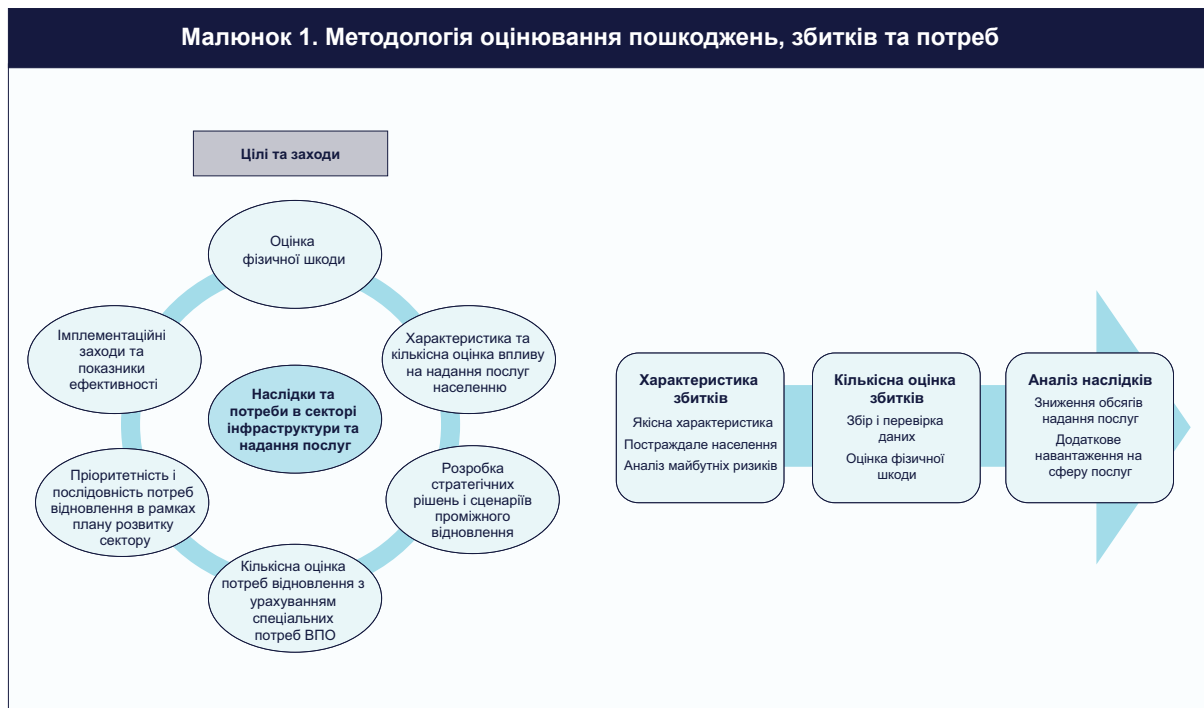 Малюнок 1. Методологія оцінювання пошкоджень, збитків та потреб
Цілі та заходи
Оцінка
фізичної шкоди
Характеристика та
кількісна оцінка впливу
на надання послуг
населенню
Розробка
стратегічних
рішень і сценаріїв
проміжного
відновлення
Кількісна оцінка
потреб відновлення з
урахуванням
спеціальних
потреб ВПО
Пріоритетність і
послідовність потреб
відновлення в рамках
плану розвитку
сектору
Імплементаційні
заходи та
показники
ефективності
Наслідки та
потреби в секторі
інфраструктури та
надання послуг
Характеристика
збитків
Якісна характеристика
Постраждале населення
Аналіз майбутніх ризиків
Кількісна оцінка
збитків
Збір і перевірка
даних
Оцінка фізичної
шкоди
Аналіз наслідків
Зниження обсягів
надання послуг
Додаткове
навантаження на
сферу послуг